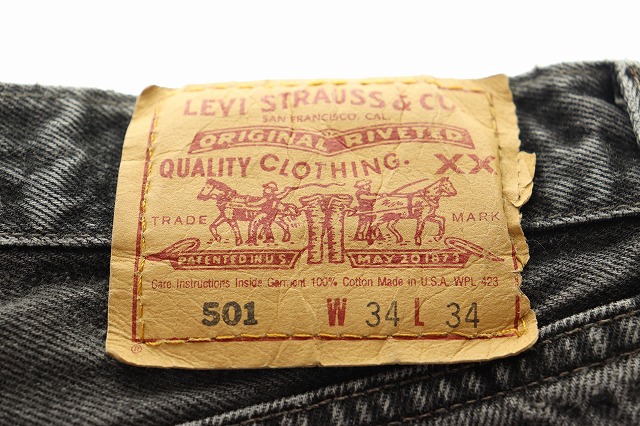 LEVI STRAUSS & CO
SAN FRANCISCO, CAL.
ORIGINAL RIVETED
QUALITY CLOTHING. XX
TRADE MARK
PATENTED IN U.S. MAY 20 1873
Care Instructions Inside Garment 100% Cotton Made in U.S.A. WPL 423
501 W 34 L 34
®